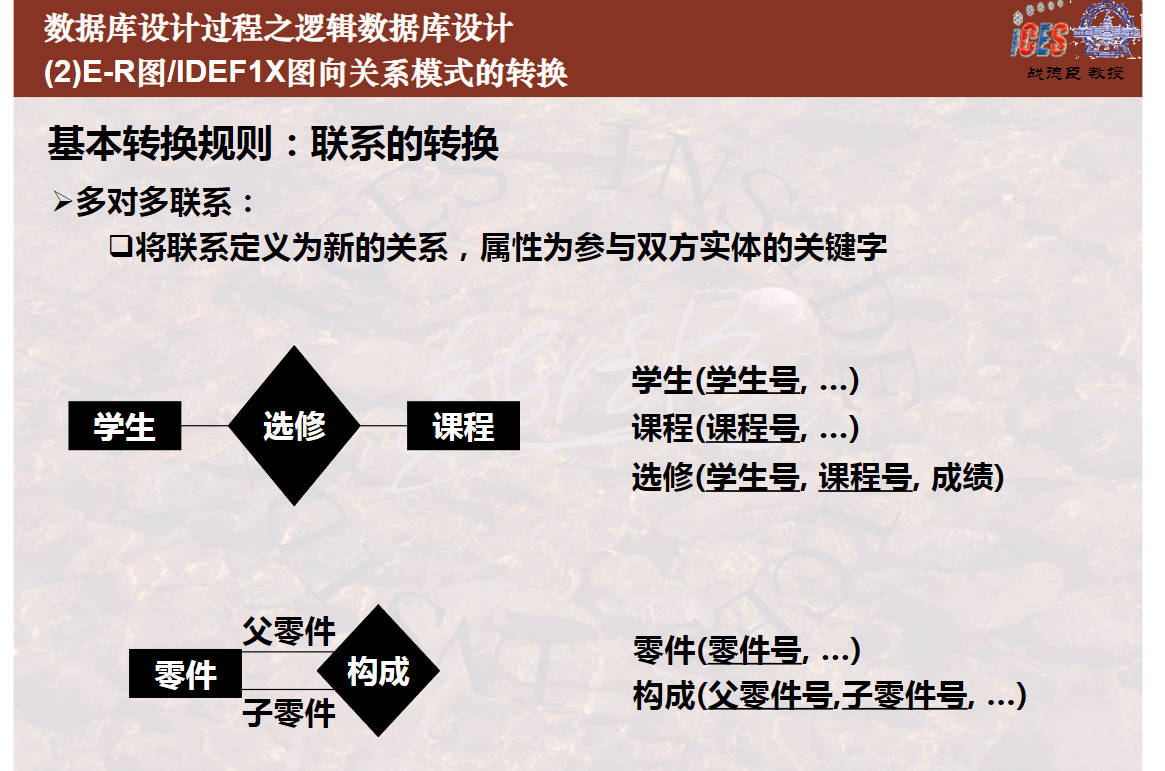 数据库设计过程之逻辑数据库设计
(2)E-R图/IDEF1X图向关系模式的转换
iCES
战德臣 教授
基本转换规则：联系的转换
➢多对多联系：
❑将联系定义为新的关系，属性为参与双方实体的关键字
学生
选修
课程
学生(学生号, …)
课程(课程号, …)
选修(学生号, 课程号, 成绩)
父零件
零件
构成
子零件
零件(零件号, …)
构成(父零件号,子零件号, …)